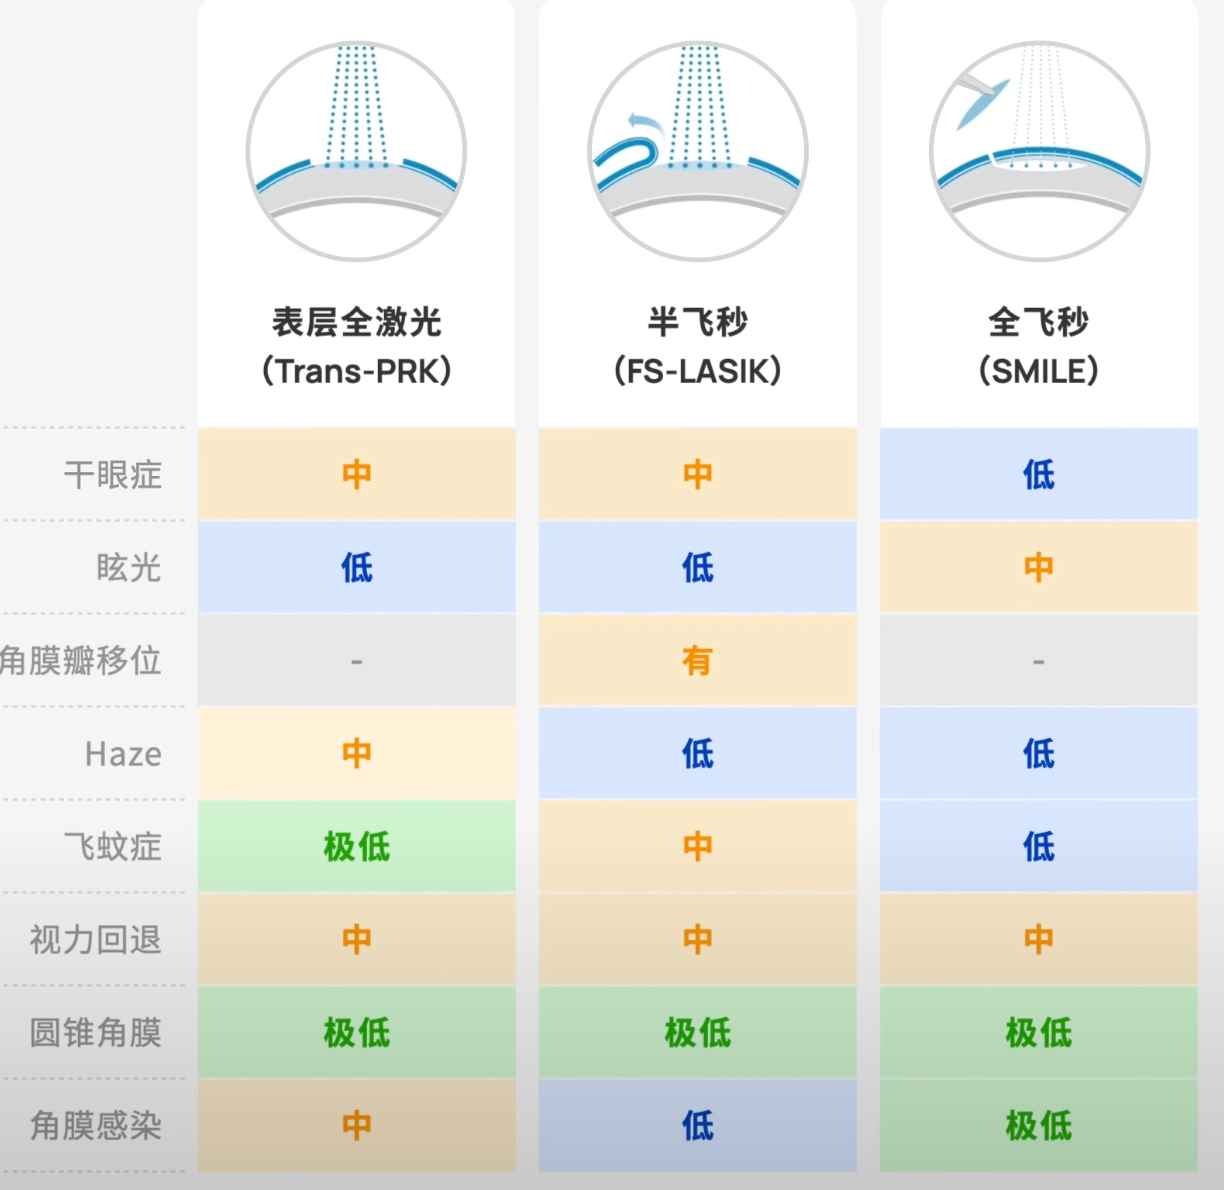 表层全激光
（Trans-PRK）
半飞秒
（FS-LASIK）
全飞秒
（SMILE）
干眼症 中 中 低
眩光 低 低 中
角膜瓣移位 - 有 -
Haze 中 低 低
飞蚊症 极低 中 低
视力回退 中 中 中
圆锥角膜 极低 极低 极低
角膜感染 中 低 极低